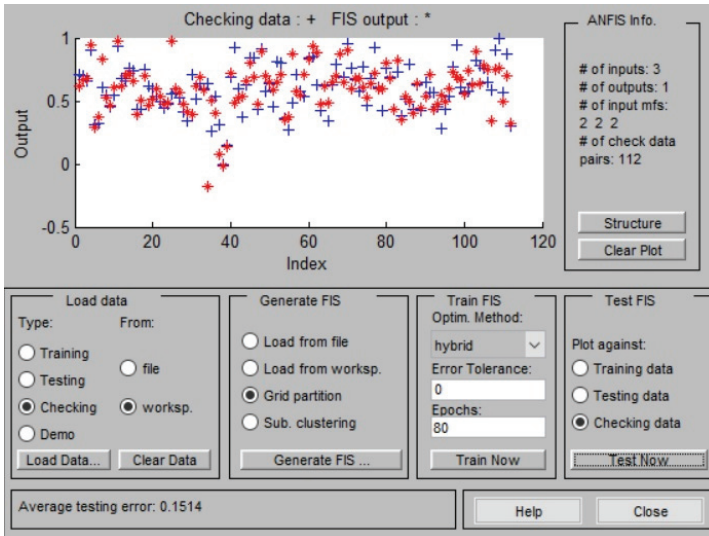 Checking data : + FIS output : *
Output
1
0.5
0
-0.5
0
20
40
60
80
100
120
Index
ANFIS Info.
# of inputs: 3
# of outputs: 1
# of input mfs:
2 2 2
# of check data
pairs: 112
Structure
Clear Plot
Load data
Type:
From:
Training
Testing
Checking
Demo
file
worksp.
Load Data...
Clear Data
Generate FIS
Load from file
Load from worksp.
Grid partition
Sub. clustering
Generate FIS ...
Train FIS
Optim. Method:
hybrid
Error Tolerance:
0
Epochs:
80
Train Now
Test FIS
Plot against:
Training data
Testing data
Checking data
Test Now
Average testing error: 0.1514
Help
Close